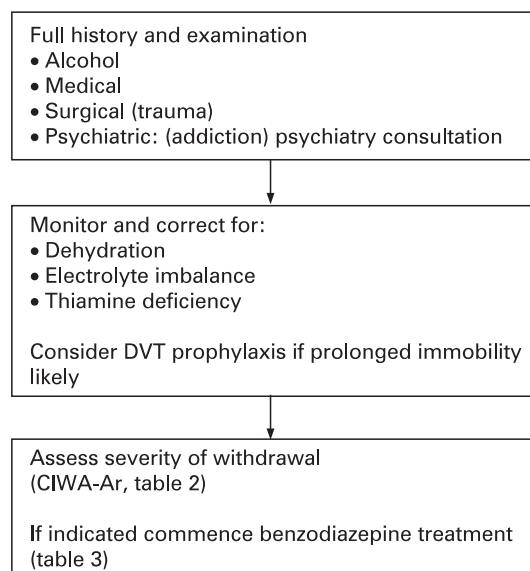 Full history and examination
• Alcohol
• Medical
• Surgical (trauma)
• Psychiatric: (addiction) psychiatry consultation
Monitor and correct for:
• Dehydration
• Electrolyte imbalance
• Thiamine deficiency
Consider DVT prophylaxis if prolonged immobility
likely
Assess severity of withdrawal
(CIWA-Ar, table 2)
If indicated commence benzodiazepine treatment
(table 3)